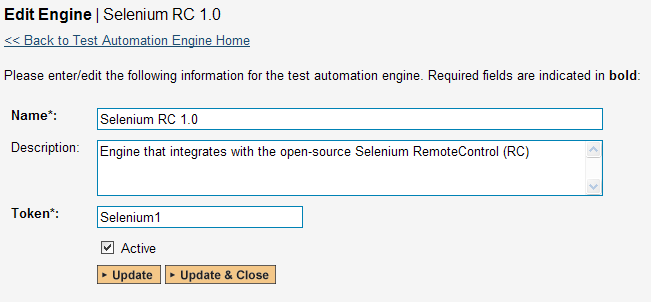 Edit Engine | Selenium RC 1.0
<< Back to Test Automation Engine Home
Please enter/edit the following information for the test automation engine. Required fields are indicated in bold:
Name*: Selenium RC 1.0
Description: Engine that integrates with the open-source Selenium RemoteControl (RC)
Token*: Selenium1
Active
Update Update & Close